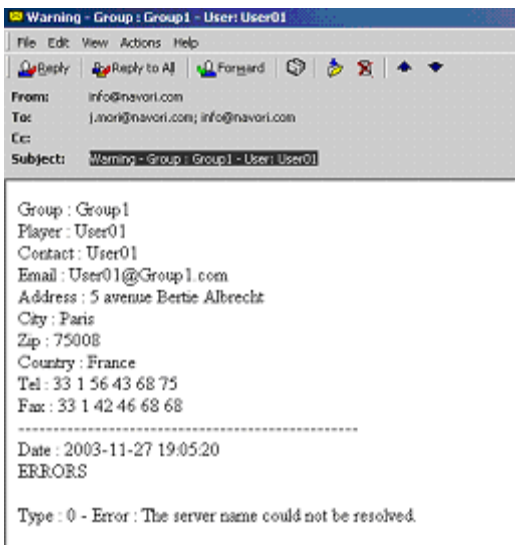 Warning - Group : Group1 - User: User01
File Edit View Actions Help
Reply Reply to All Forward
From: info@navori.com
To: j.mori@navori.com; info@navori.com
Cc:
Subject: Warning - Group : Group1 - User: User01
Group : Group1
Player : User01
Contact : User01
Email : User01@Group1.com
Address : 5 avenue Bertie Albrecht
City : Paris
Zip : 75008
Country : France
Tel : 33 1 56 43 68 75
Fax : 33 1 42 46 68 68
------------------------------------------------
Date : 2003-11-27 19:05:20
ERRORS
Type : 0 - Error : The server name could not be resolved.